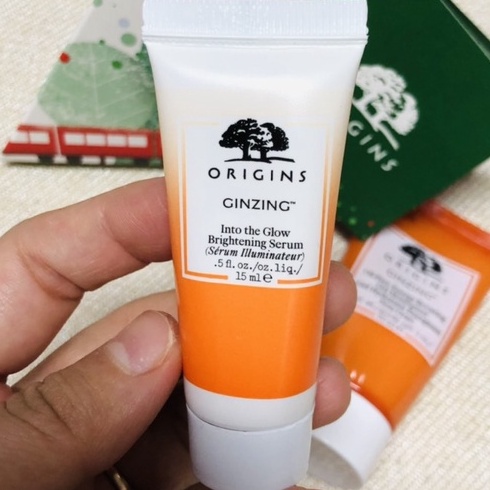 ORIGINS
GINZING™
Into the Glow
Brightening Serum
(Sérum Illuminateur)
.5 fl. oz./oz.liq./
15 ml e
ORIGINS
ORIGINS